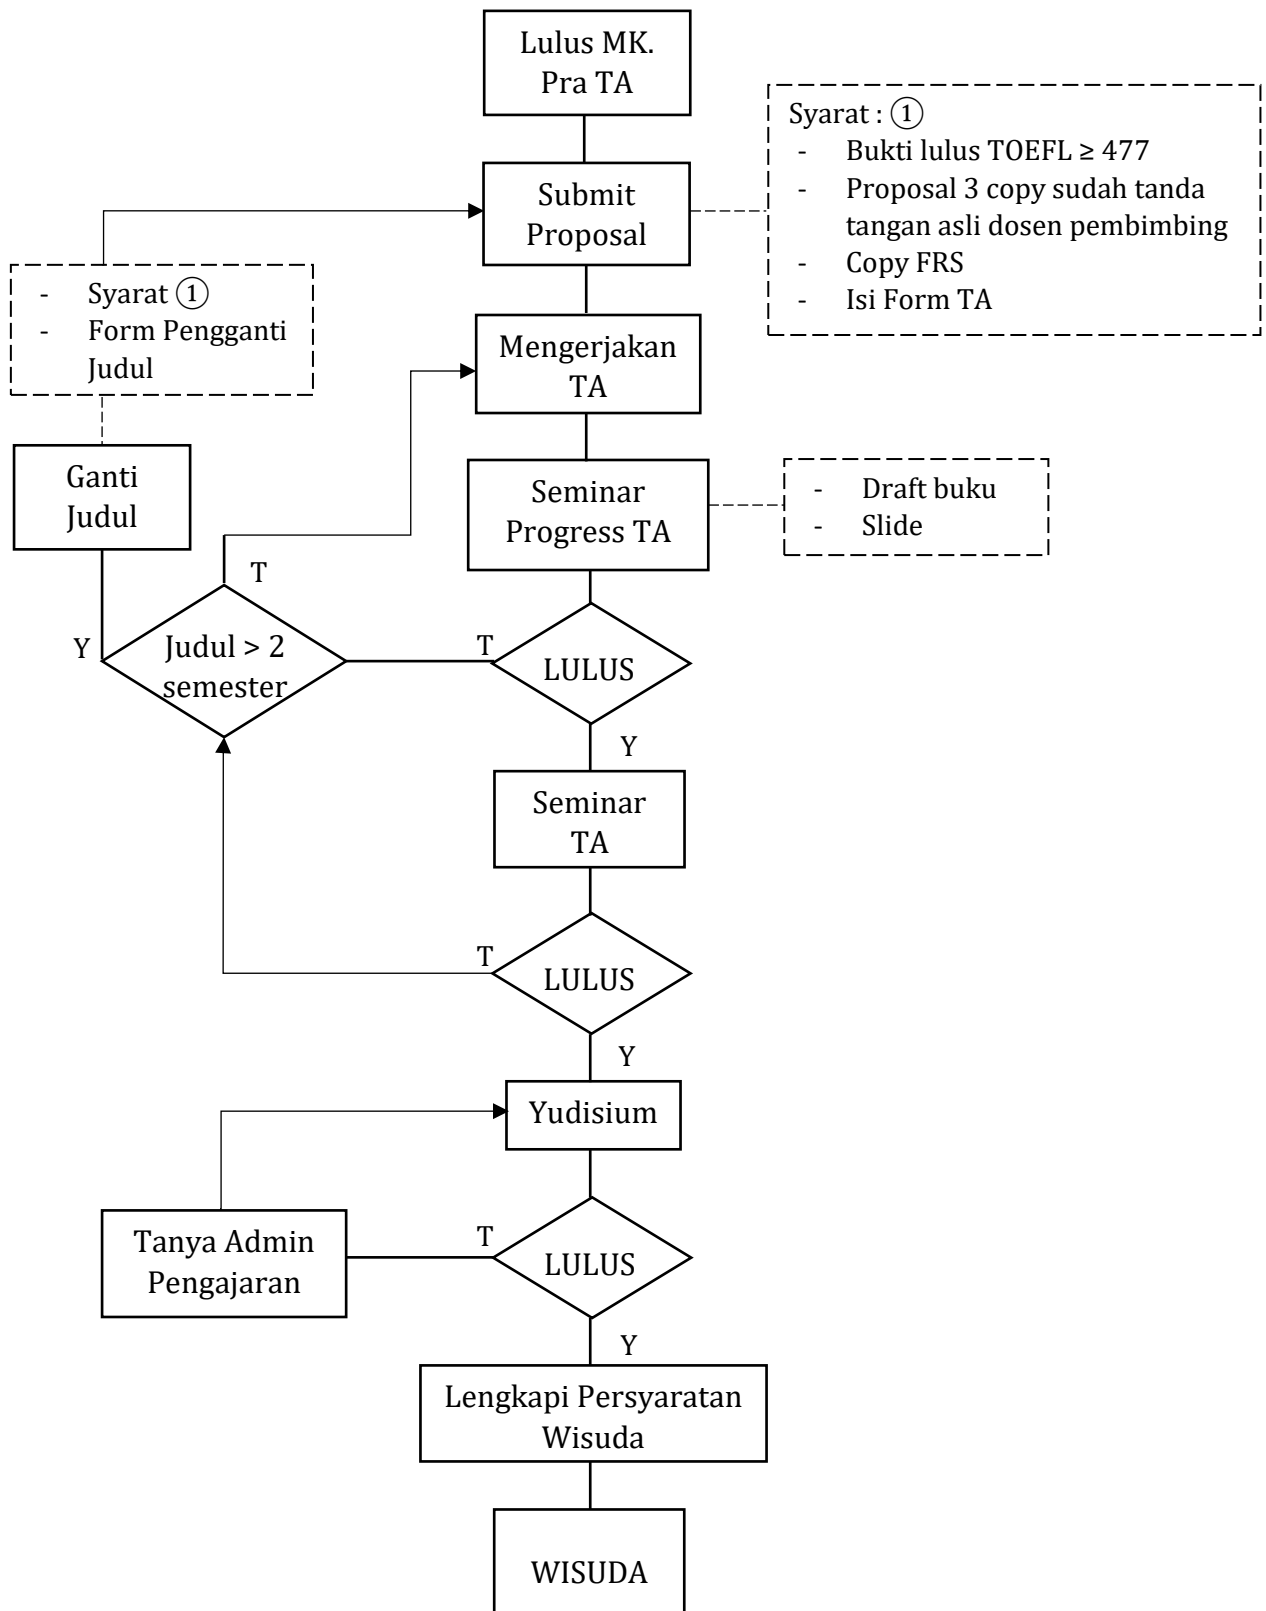 Lulus MK.
Pra TA
Syarat : ①
- Bukti lulus TOEFL ≥ 477
- Proposal 3 copy sudah tanda
tangan asli dosen pembimbing
- Copy FRS
- Isi Form TA
Submit
Proposal
- Syarat ①
- Form Pengganti
Judul
Mengerjakan
TA
Ganti
Judul
Seminar
Progress TA
- Draft buku
- Slide
T
Y
Judul > 2
semester
T
LULUS
Y
Seminar
TA
T
LULUS
Y
Yudisium
Tanya Admin
Pengajaran
T
LULUS
Y
Lengkapi Persyaratan
Wisuda
WISUDA